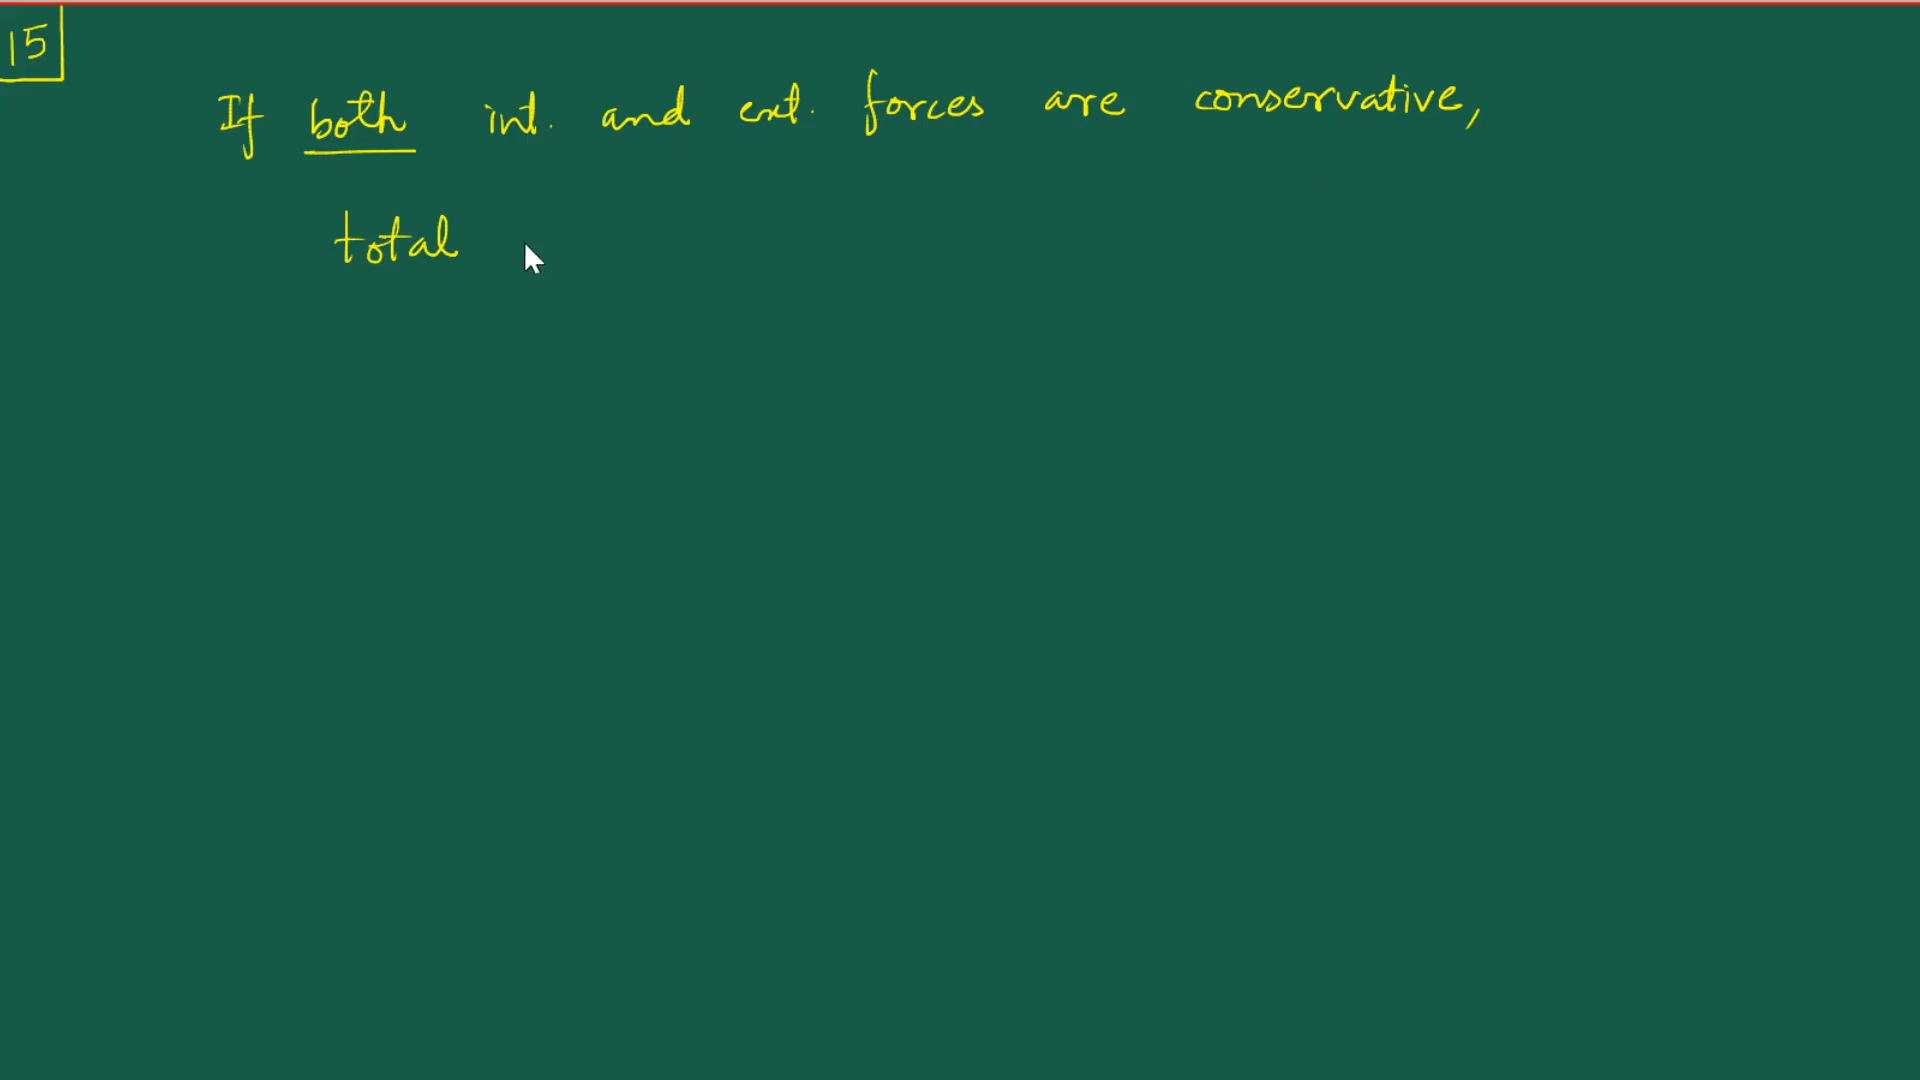 15
If both int. and ext. forces are conservative,
total